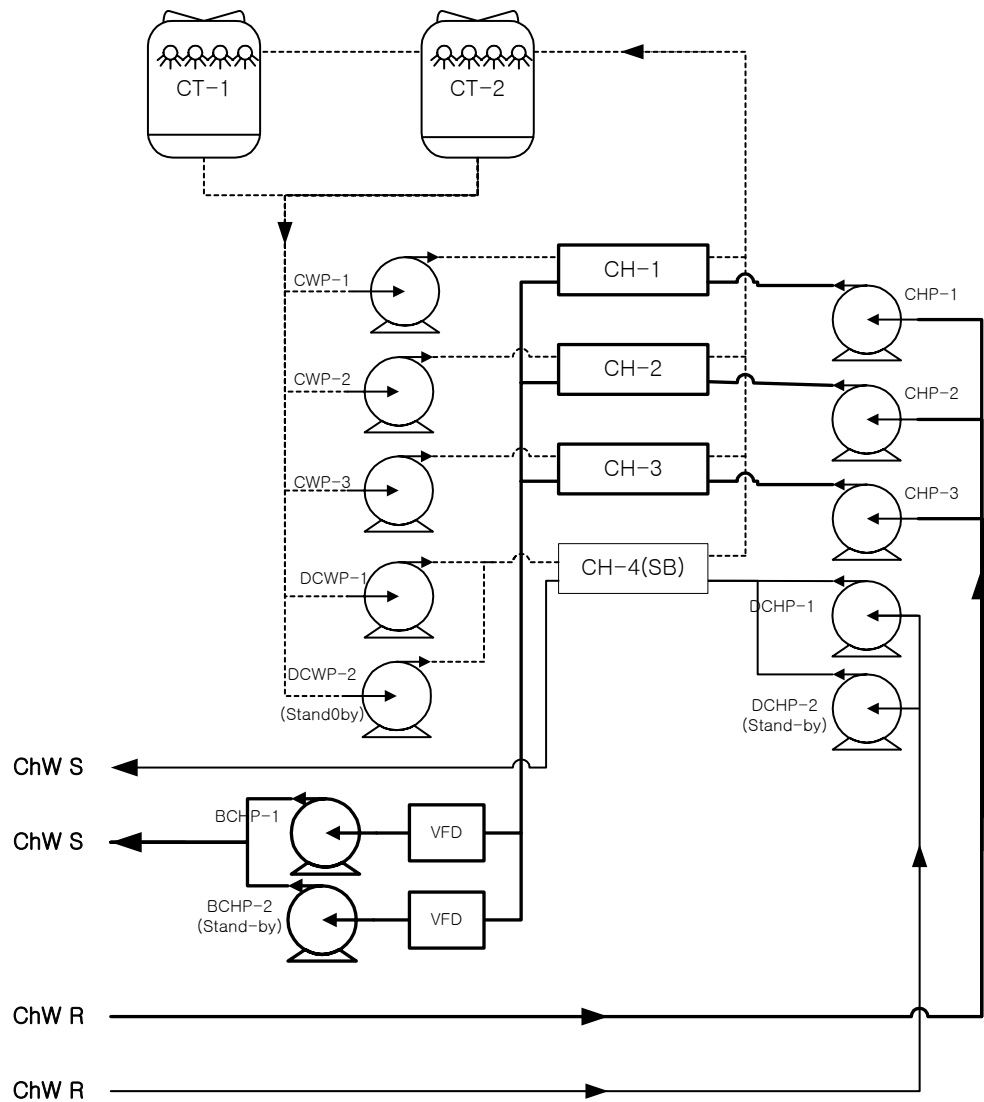 CT-1
CT-2
CWP-1
CH-1
CHP-1
CWP-2
CH-2
CHP-2
CWP-3
CH-3
CHP-3
DCWP-1
CH-4(SB)
DCHP-1
DCWP-2
(Stand0by)
DCHP-2
(Stand-by)
ChW S
BCHP-1
VFD
ChW S
BCHP-2
(Stand-by)
VFD
ChW R
ChW R